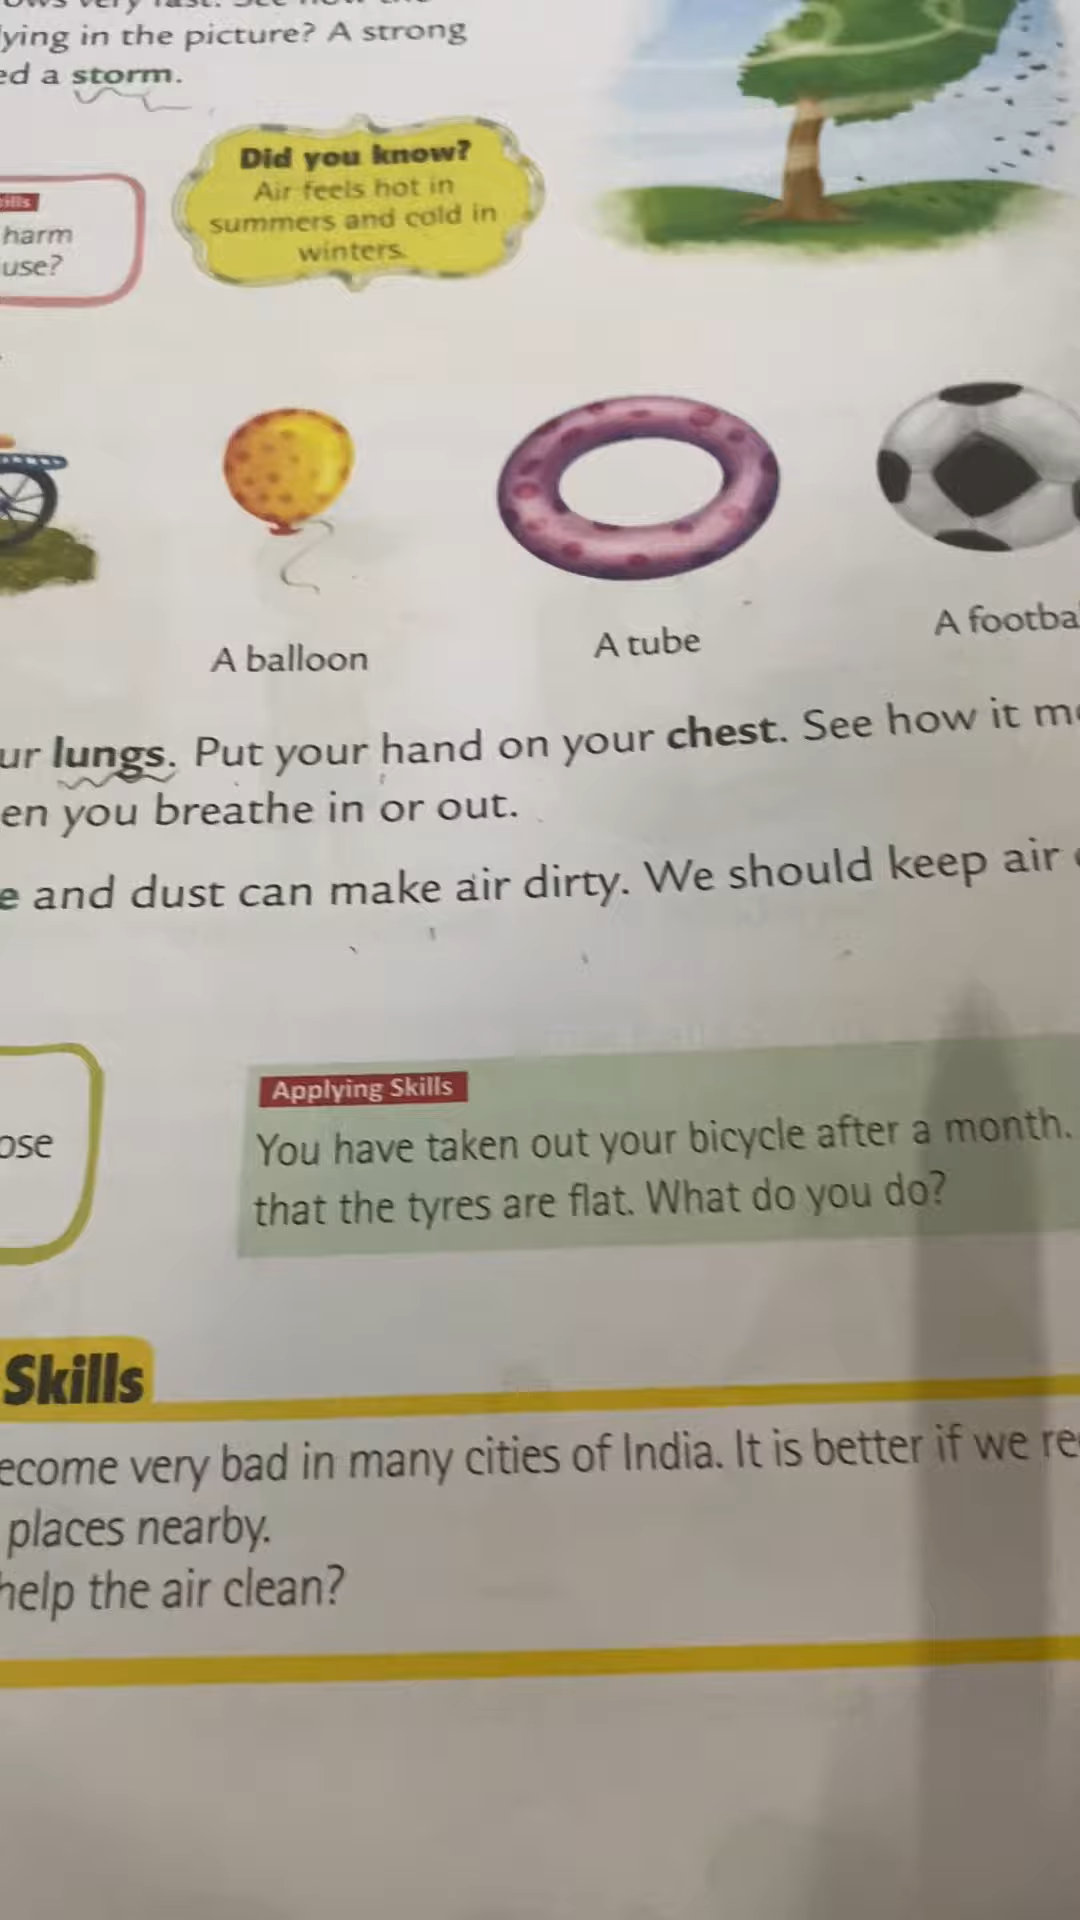 lying in the picture? A strong
ed a storm.
Did you know?
Air feels hot in
summers and cold in
winters.
harm
use?
A balloon
A tube
A footba
ur lungs. Put your hand on your chest. See how it m
en you breathe in or out.
e and dust can make air dirty. We should keep air
ose
Applying Skills
You have taken out your bicycle after a month.
that the tyres are flat. What do you do?
Skills
ecome very bad in many cities of India. It is better if we re
places nearby.
help the air clean?